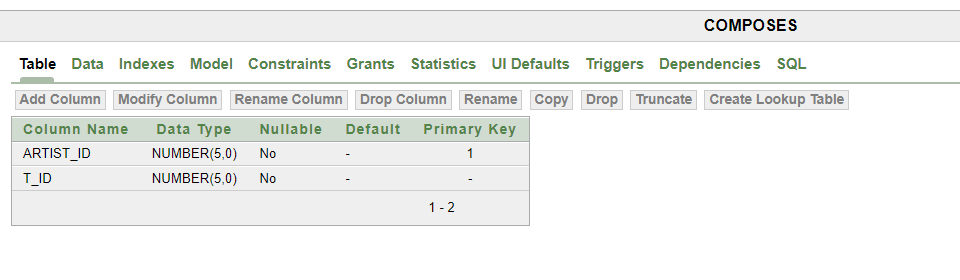 COMPOSES
Table Data Indexes Model Constraints Grants Statistics UI Defaults Triggers Dependencies SQL
Add Column Modify Column Rename Column Drop Column Rename Copy Drop Truncate Create Lookup Table
Column Name Data Type Nullable Default Primary Key
ARTIST_ID NUMBER(5,0) No - 1
T_ID NUMBER(5,0) No - -
1 - 2